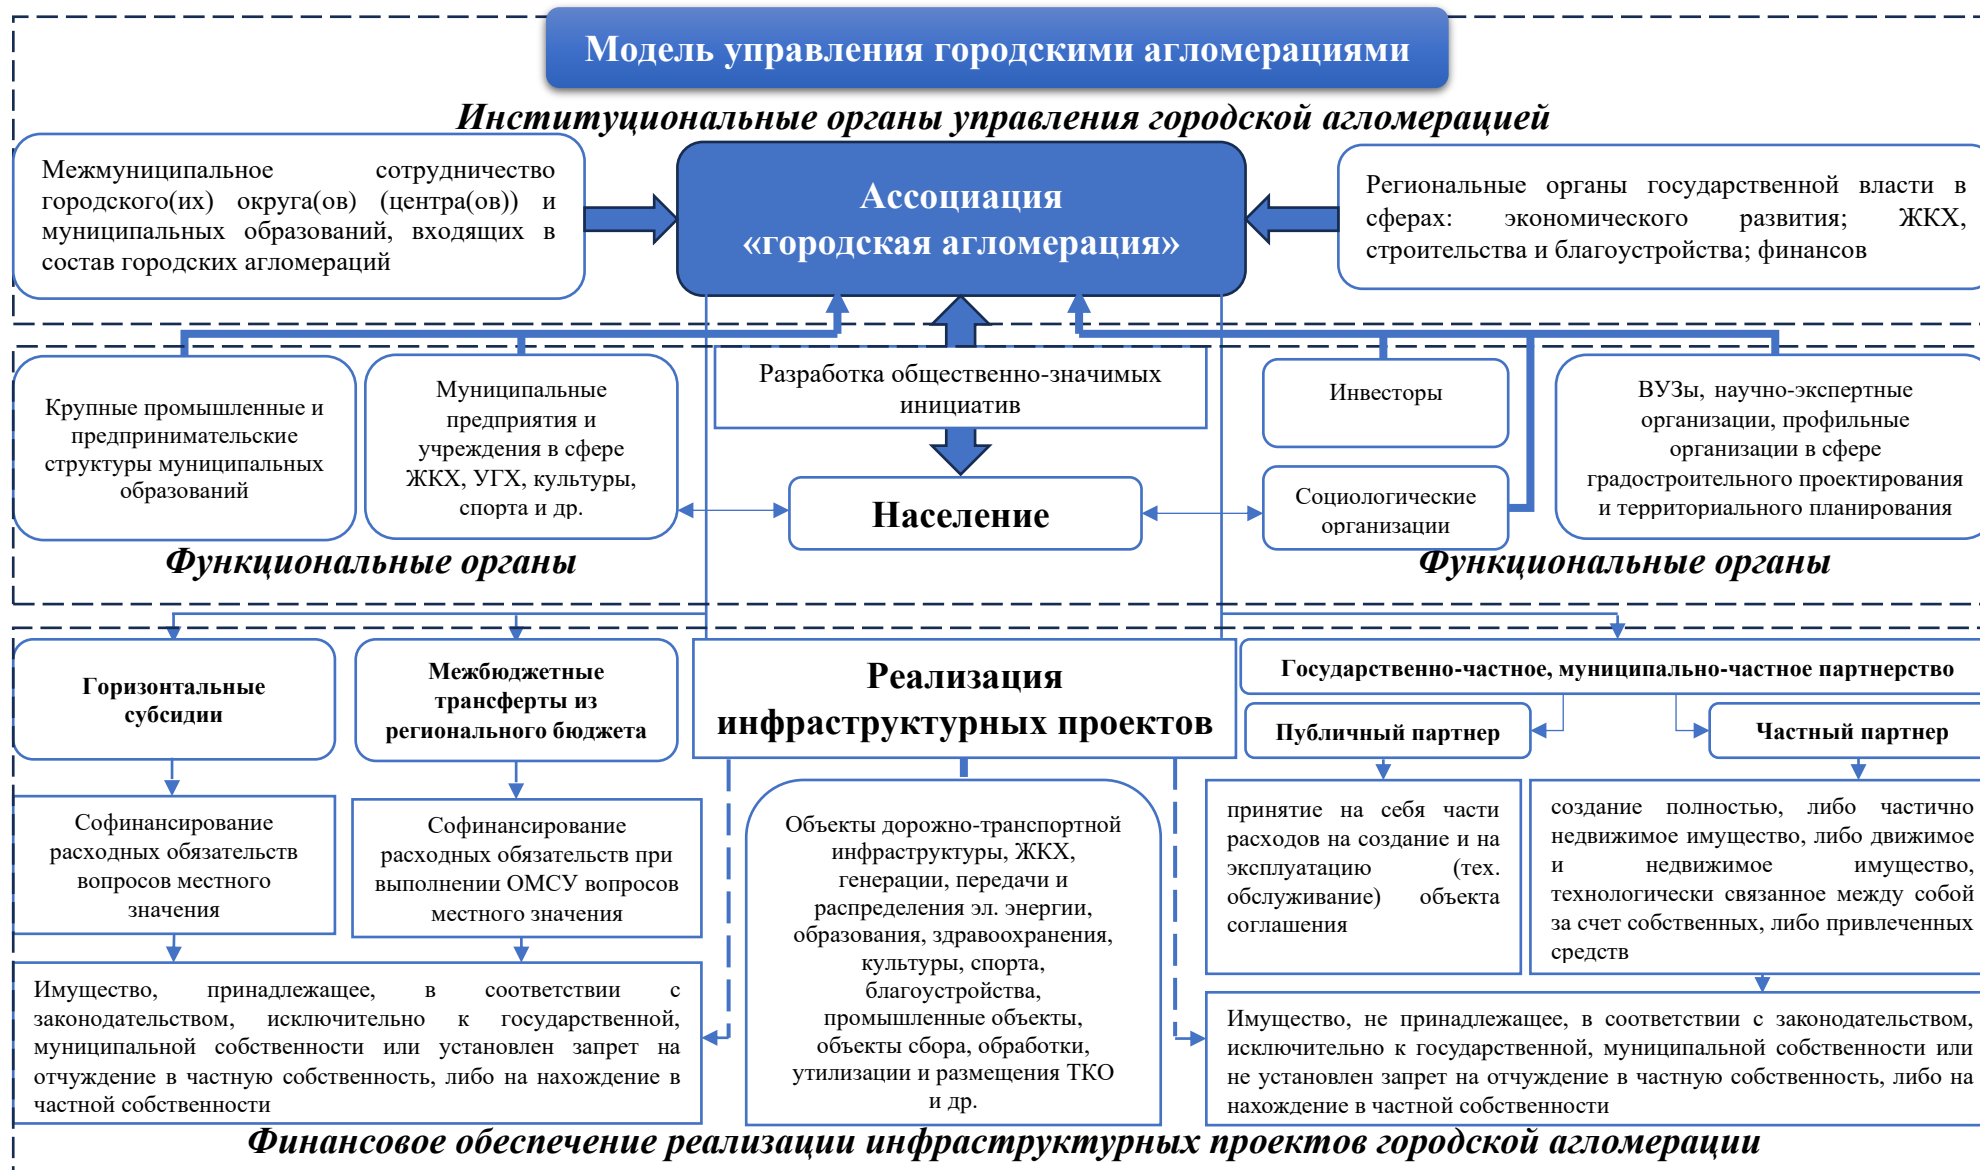 Модель управления городскими агломерациями
Институциональные органы управления городской агломерацией
Межмуниципальное сотрудничество
городского(их) округа(ов) (центра(ов)) и
муниципальных образований, входящих в
состав городских агломераций
Ассоциация
«городская агломерация»
Региональные органы государственной власти в
сферах: экономического развития; ЖКХ,
строительства и благоустройства; финансов
Крупные промышленные и
предпринимательские
структуры муниципальных
образований
Муниципальные
предприятия и
учреждения в сфере
ЖКХ, УГХ, культуры,
спорта и др.
Разработка общественно-значимых
инициатив
Население
Инвесторы
Социологические
организации
ВУЗы, научно-экспертные
организации, профильные
организации в сфере
градостроительного проектирования
и территориального планирования
Функциональные органы
Функциональные органы
Горизонтальные
субсидии
Межбюджетные
трансферты из
регионального бюджета
Реализация
инфраструктурных проектов
Государственно-частное, муниципально-частное партнерство
Публичный партнер
Частный партнер
Софинансирование
расходных обязательств
вопросов местного
значения
Софинансирование
расходных обязательств при
выполнении ОМСУ вопросов
местного значения
Объекты дорожно-транспортной
инфраструктуры, ЖКХ,
генерации, передачи и
распределения эл. энергии,
образования, здравоохранения,
культуры, спорта,
благоустройства,
промышленные объекты,
объекты сбора, обработки,
утилизации и размещения ТКО
и др.
принятие на себя части
расходов на создание и на
эксплуатацию (тех.
обслуживание) объекта
соглашения
создание полностью, либо частично
недвижимое имущество, либо движимое
и недвижимое имущество,
технологически связанное между собой
за счет собственных, либо привлеченных
средств
Имущество, принадлежащее, в соответствии с
законодательством, исключительно к государственной,
муниципальной собственности или установлен запрет на
отчуждение в частную собственность, либо на нахождение в
частной собственности
Имущество, не принадлежащее, в соответствии с законодательством,
исключительно к государственной, муниципальной собственности или
не установлен запрет на отчуждение в частную собственность, либо на
нахождение в частной собственности
Финансовое обеспечение реализации инфраструктурных проектов городской агломерации